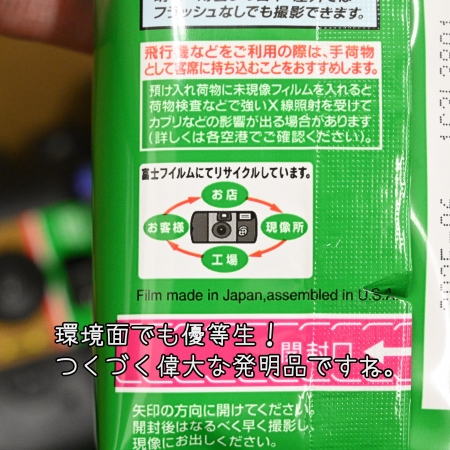 フラッシュなしでも撮影できます。
飛行機などをご利用の際は、手荷物
として客席に持ち込むことをおすすめします。
預け入れ荷物に未現像フィルムを入れると
荷物検査などで強いX線照射を受けて
カブリなどの影響が出る場合があります
(詳しくは各空港でご確認ください)。
富士フイルムにてリサイクルしています。
お店
お客様
現像所
工場
Film made in Japan,assembled in U.S.A.
環境面でも優等生!
つくづく偉大な発明品ですね。
開封口
矢印の方向に開けてください。
開封後はなるべく早く撮影し、
現像にお出しください。